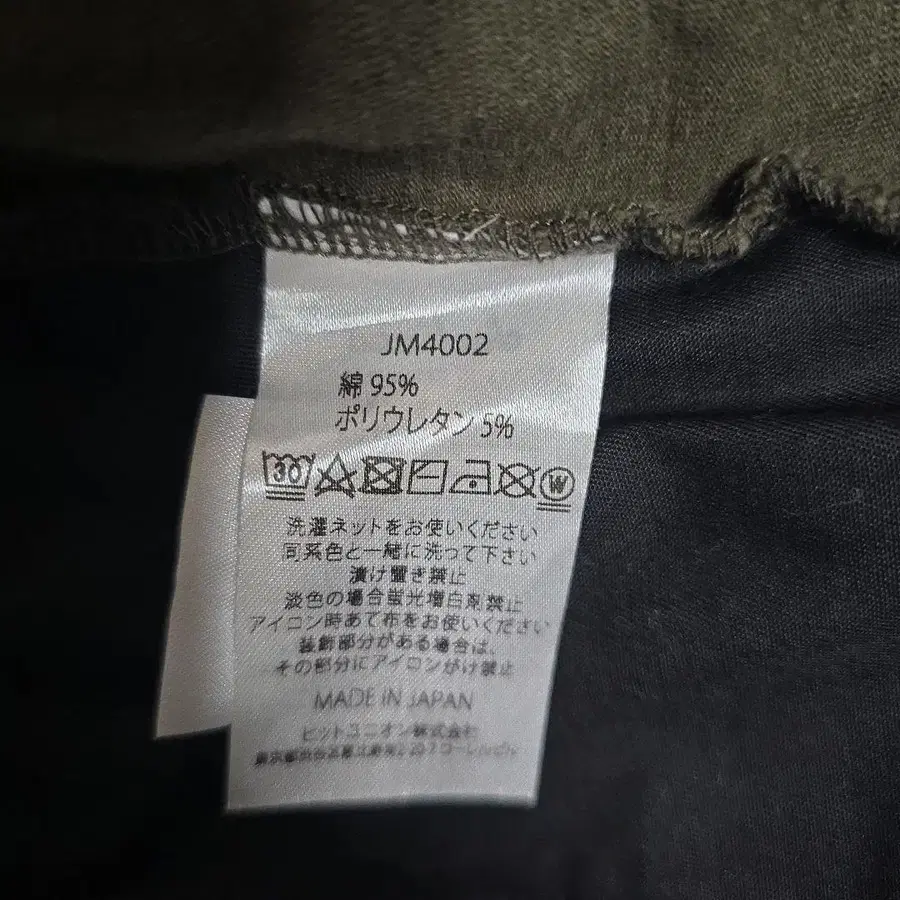 JM4002
綿 95%
ポリウレタン 5%
30 W
洗濯ネットをお使いください
同系色と一緒に洗って下さい
漬け置き禁止
淡色の場合蛍光増白剤禁止
アイロン時あて布をお使いください
装飾部分がある場合は、
その部分にアイロンがけ禁止
MADE IN JAPAN
ヒットユニオン株式会社